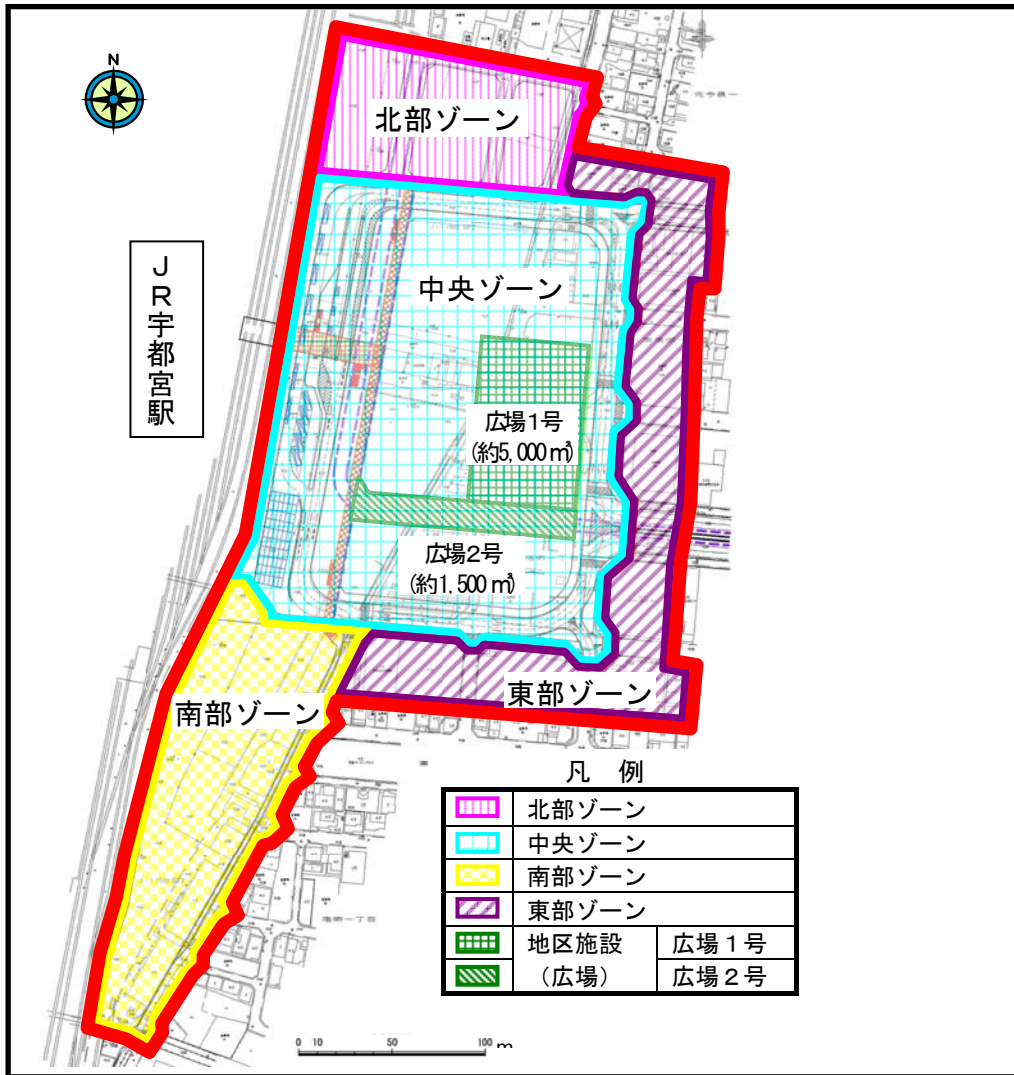 N
北部ゾーン
JR宇都宮駅
中央ゾーン
広場1号
(約5,000㎡)
広場2号
(約1,500㎡)
南部ゾーン
東部ゾーン
凡 例
北部ゾーン
中央ゾーン
南部ゾーン
東部ゾーン
地区施設 広場1号
(広場) 広場2号
0 10 50 100 m